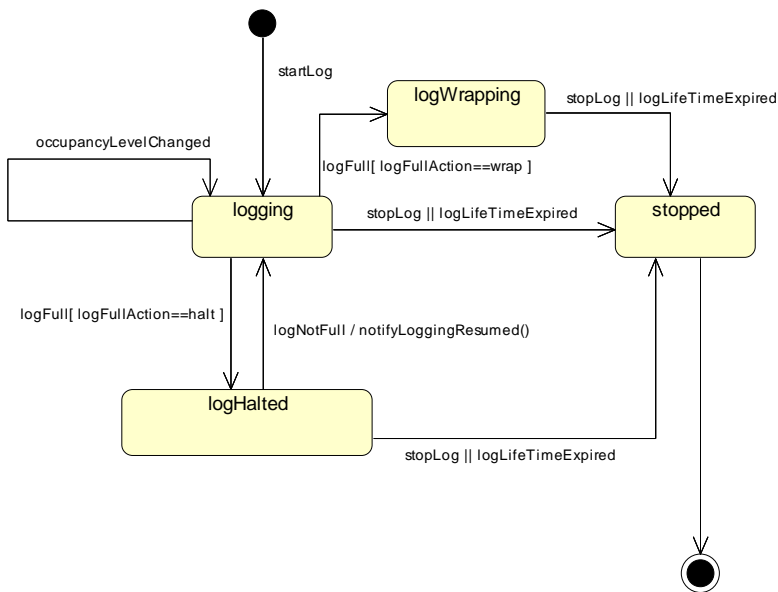 startLog
logWrapping
stopLog || logLifeTimeExpired
occupancyLevelChanged
logFull[ logFullAction==wrap ]
logging
stopLog || logLifeTimeExpired
stopped
logFull[ logFullAction==halt ]
logNotFull / notifyLoggingResumed()
logHalted
stopLog || logLifeTimeExpired